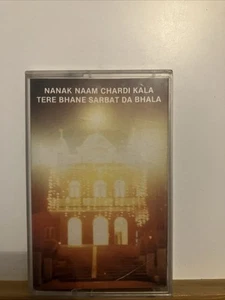 NANAK NAAM CHARDI KALA
TERE BHANE SARBAT DA BHALA